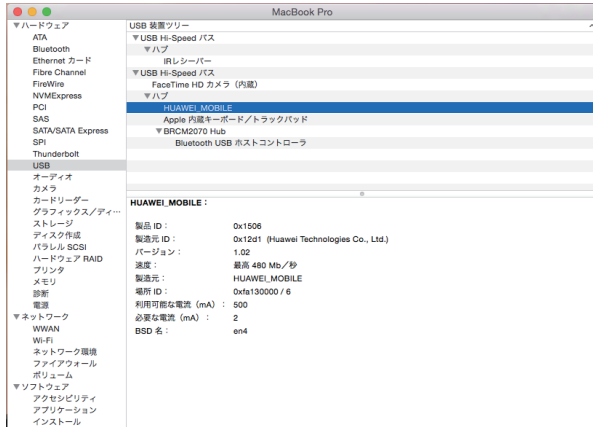 MacBook Pro
▼ハードウェア
ATA
Bluetooth
Ethernet カード
Fibre Channel
FireWire
NVMExpress
PCI
SAS
SATA/SATA Express
SPI
Thunderbolt
USB
オーディオ
カメラ
カードリーダー
グラフィックス／ディ…
ストレージ
ディスク作成
パラレル SCSI
ハードウェア RAID
プリンタ
メモリ
診断
電源
▼ネットワーク
WWAN
Wi-Fi
ネットワーク環境
ファイアウォール
ボリューム
▼ソフトウェア
アクセシビリティ
アプリケーション
インストール
USB 装置ツリー
▼USB Hi-Speed バス
▼ハブ
IRレシーバー
▼USB Hi-Speed バス
FaceTime HD カメラ（内蔵）
▼ハブ
HUAWEI_MOBILE
Apple 内蔵キーボード／トラックパッド
▼BRCM2070 Hub
Bluetooth USB ホストコントローラ
HUAWEI_MOBILE：
製品 ID： 0x1506
製造元 ID： 0x12d1 (Huawei Technologies Co., Ltd.)
バージョン： 1.02
速度： 最高 480 Mb／秒
製造元： HUAWEI_MOBILE
場所 ID： 0xfa130000 / 6
利用可能な電流（mA）： 500
必要な電流（mA）： 2
BSD 名： en4